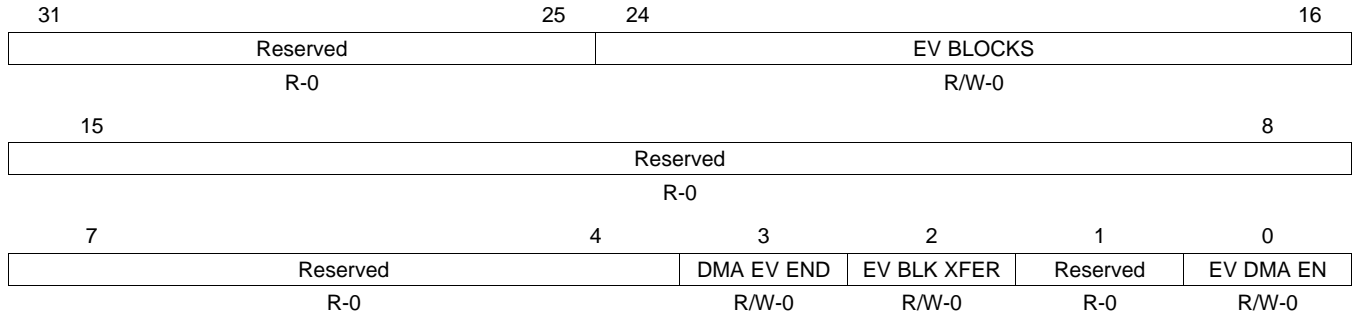 31 25 24 16
Reserved EV BLOCKS
R-0 R/W-0
15 8
Reserved
R-0
7 4 3 2 1 0
Reserved DMA EV END EV BLK XFER Reserved EV DMA EN
R-0 R/W-0 R/W-0 R-0 R/W-0